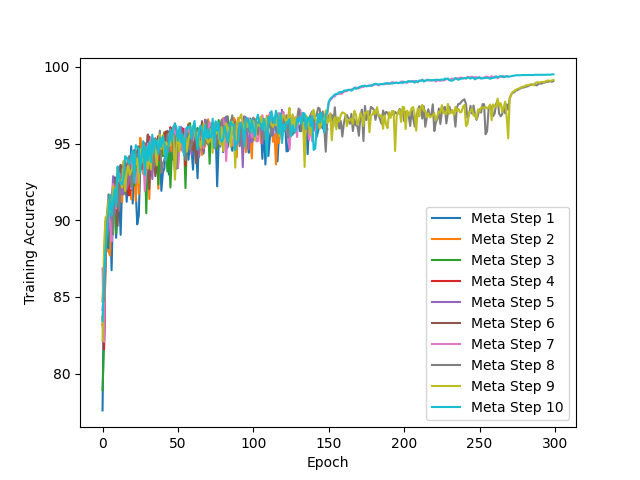 100
95
90
85
80
Training Accuracy
Meta Step 1
Meta Step 2
Meta Step 3
Meta Step 4
Meta Step 5
Meta Step 6
Meta Step 7
Meta Step 8
Meta Step 9
Meta Step 10
0 50 100 150 200 250 300
Epoch